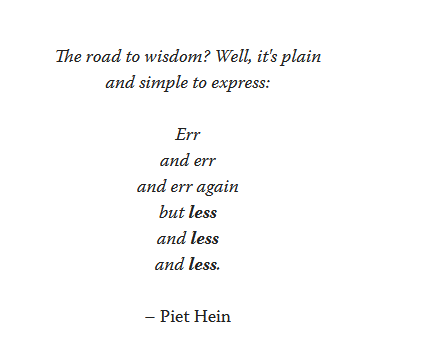 The road to wisdom? Well, it's plain
and simple to express:
Err
and err
and err again
but less
and less
and less.
– Piet Hein